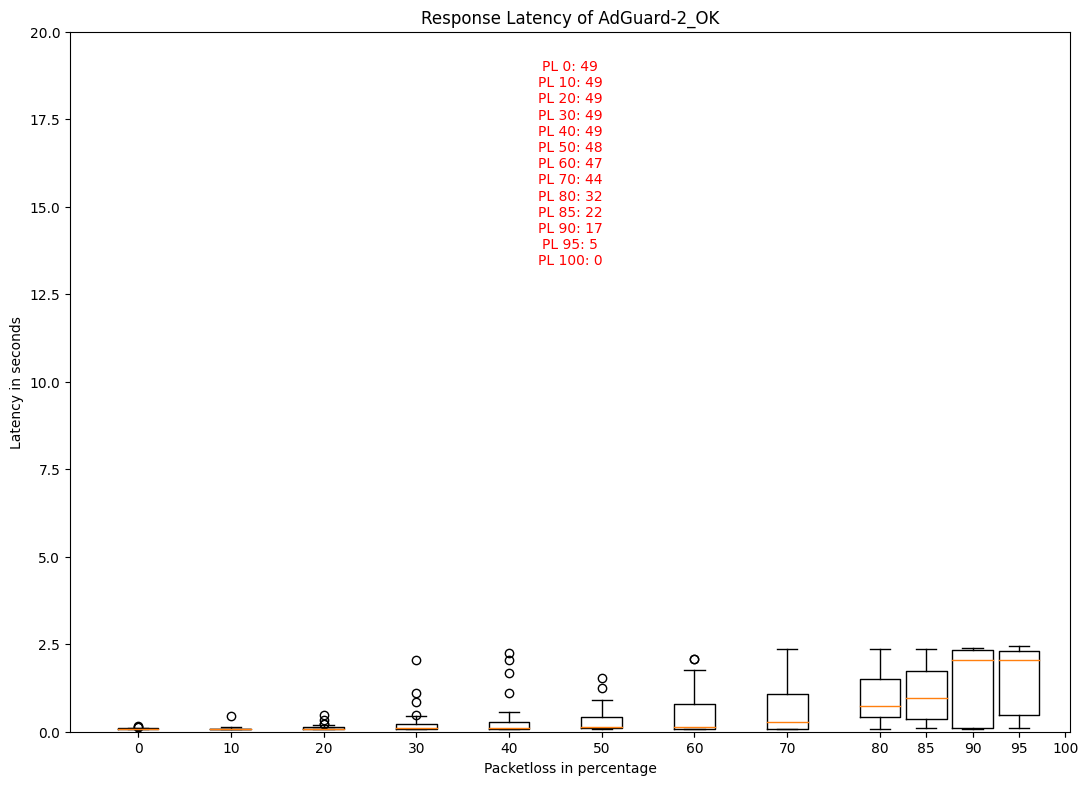 Response Latency of AdGuard-2_OK
20.0
17.5
15.0
12.5
10.0
7.5
5.0
2.5
0.0
Latency in seconds
PL 0: 49
PL 10: 49
PL 20: 49
PL 30: 49
PL 40: 49
PL 50: 48
PL 60: 47
PL 70: 44
PL 80: 32
PL 85: 22
PL 90: 17
PL 95: 5
PL 100: 0
0 10 20 30 40 50 60 70 80 85 90 95 100
Packetloss in percentage